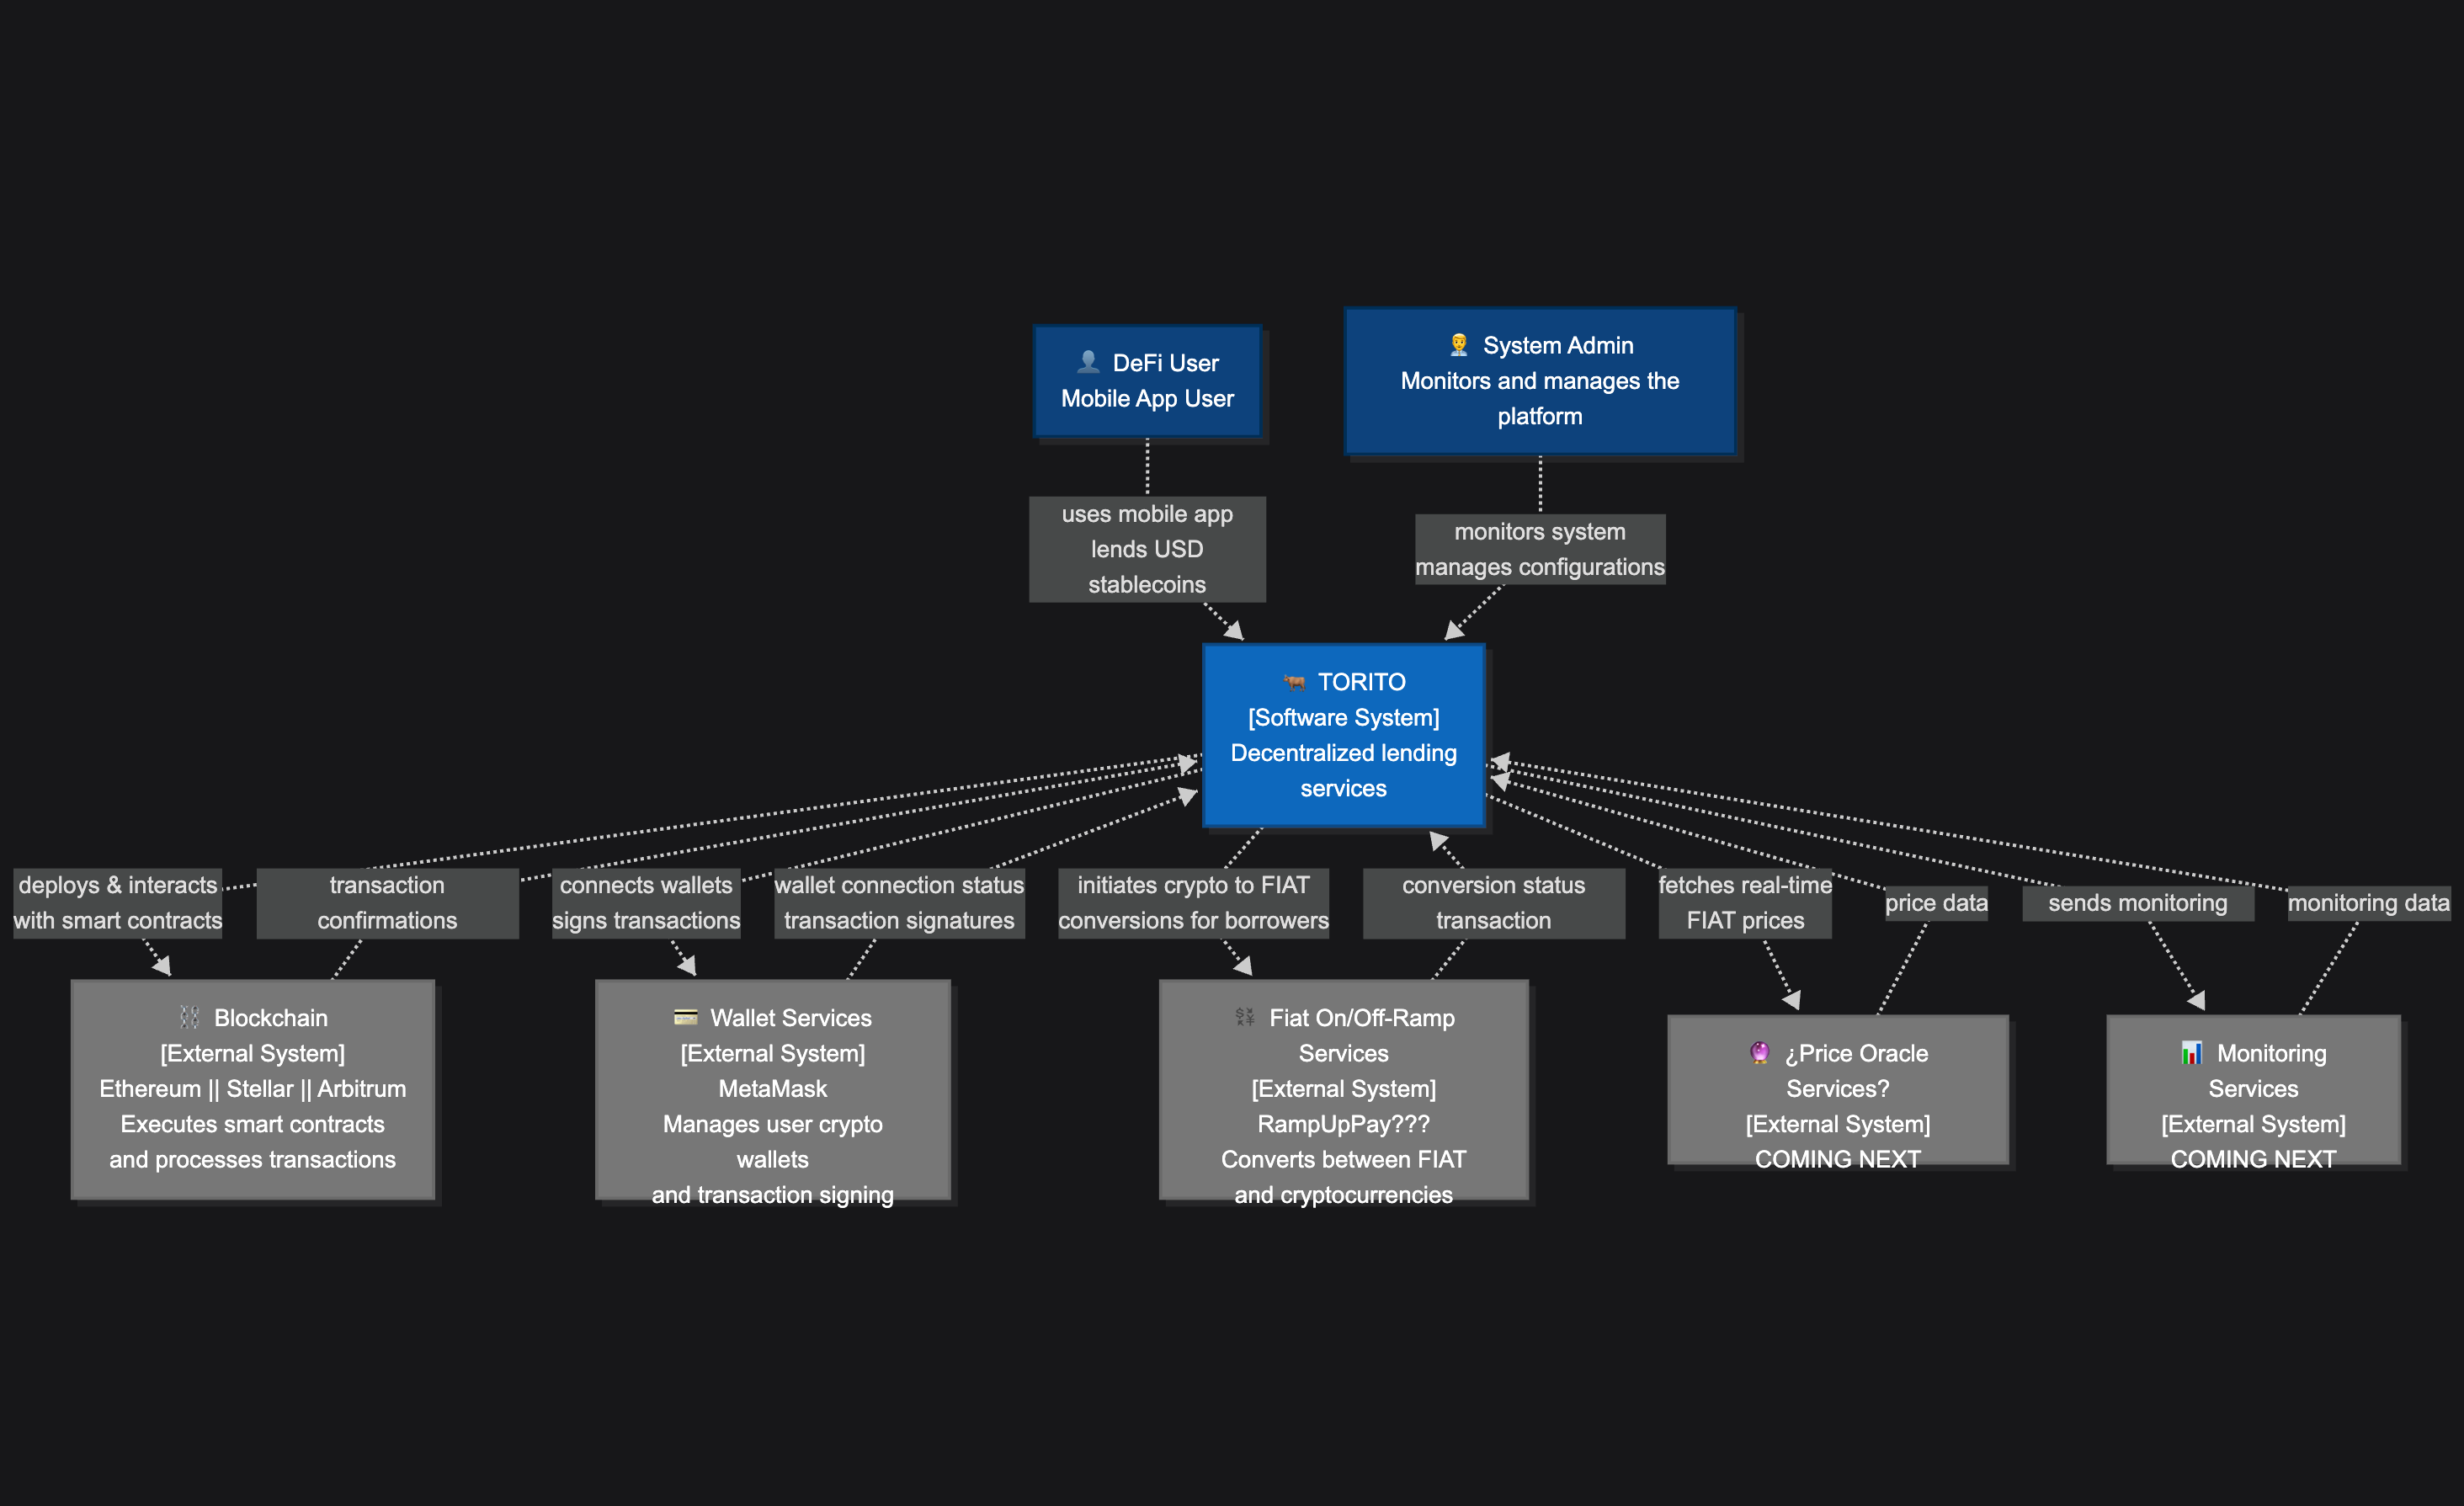 DeFi User
Mobile App User
System Admin
Monitors and manages the
platform
uses mobile app
lends USD
stablecoins
monitors system
manages configurations
TORITO
[Software System]
Decentralized lending
services
deploys & interacts
with smart contracts
transaction
confirmations
connects wallets
signs transactions
wallet connection status
transaction signatures
initiates crypto to FIAT
conversions for borrowers
conversion status
transaction
fetches real-time
FIAT prices
price data
sends monitoring
monitoring data
Blockchain
[External System]
Ethereum || Stellar || Arbitrum
Executes smart contracts
and processes transactions
Wallet Services
[External System]
MetaMask
Manages user crypto
wallets
and transaction signing
Fiat On/Off-Ramp
Services
[External System]
RampUpPay???
Converts between FIAT
and cryptocurrencies
¿Price Oracle
Services?
[External System]
COMING NEXT
Monitoring
Services
[External System]
COMING NEXT